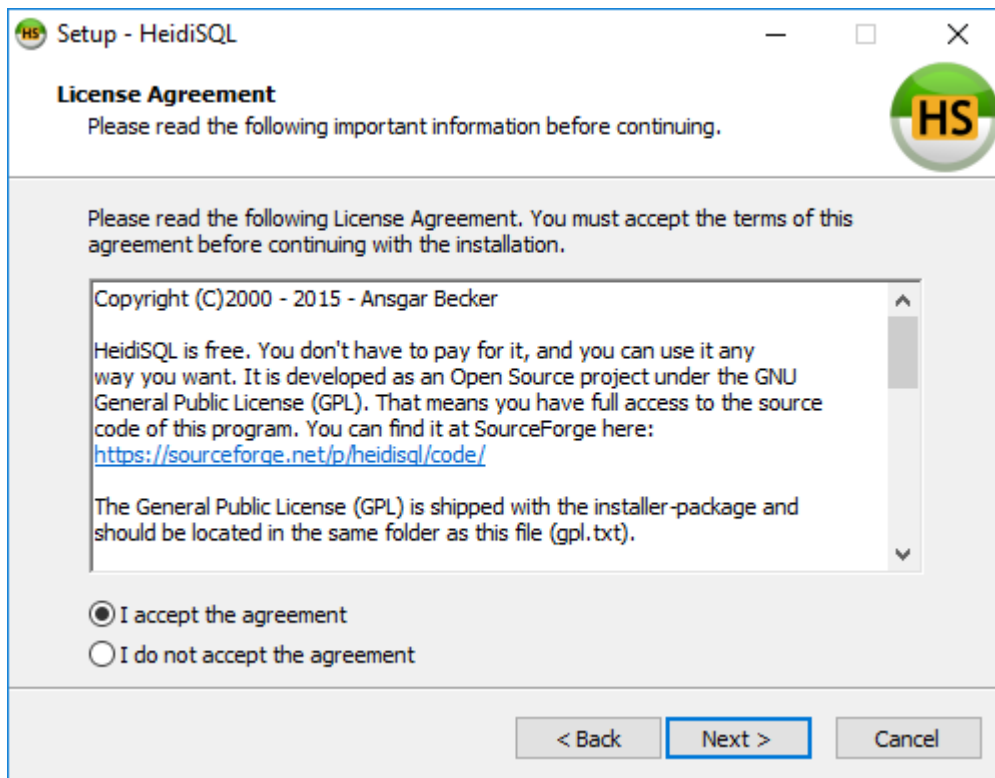 HS Setup - HeidiSQL
License Agreement
Please read the following important information before continuing.
HS
Please read the following License Agreement. You must accept the terms of this
agreement before continuing with the installation.
Copyright (C)2000 - 2015 - Ansgar Becker
HeidiSQL is free. You don't have to pay for it, and you can use it any
way you want. It is developed as an Open Source project under the GNU
General Public License (GPL). That means you have full access to the source
code of this program. You can find it at SourceForge here:
https://sourceforge.net/p/heidisql/code/
The General Public License (GPL) is shipped with the installer-package and
should be located in the same folder as this file (gpl.txt).
I accept the agreement
I do not accept the agreement
< Back Next > Cancel